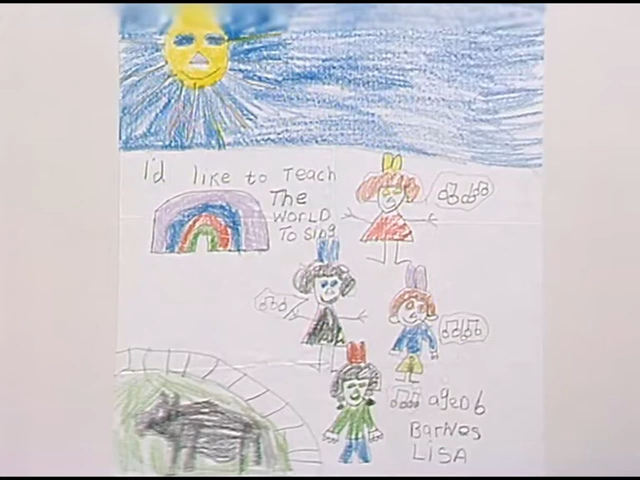 I'd like to Teach
The
WORLD
To sing
aged 6
Barnes
LiSA